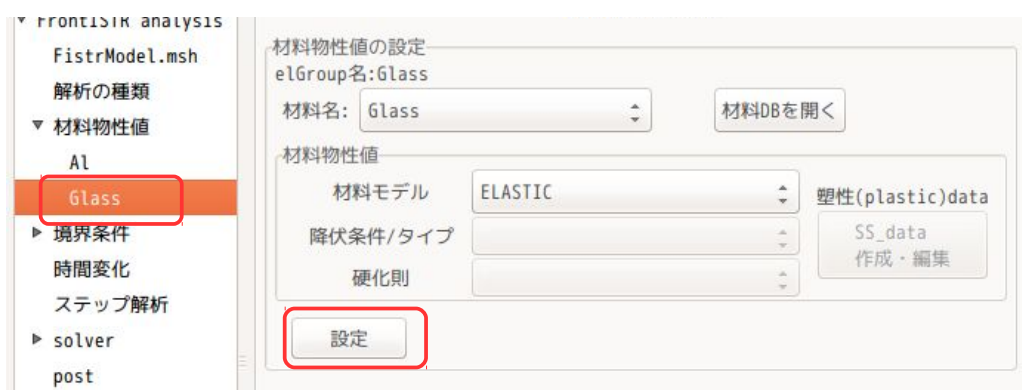 FrontISTR analysis
FistrModel.msh
解析の種類
▼ 材料物性値
Al
Glass
▶ 境界条件
時間変化
ステップ解析
▶ solver
post
材料物性値の設定
elGroup名:Glass
材料名: Glass
材料DBを開く
材料物性値
材料モデル ELASTIC
塑性(plastic)data
降伏条件/タイプ
SS_data
作成・編集
硬化則
設定